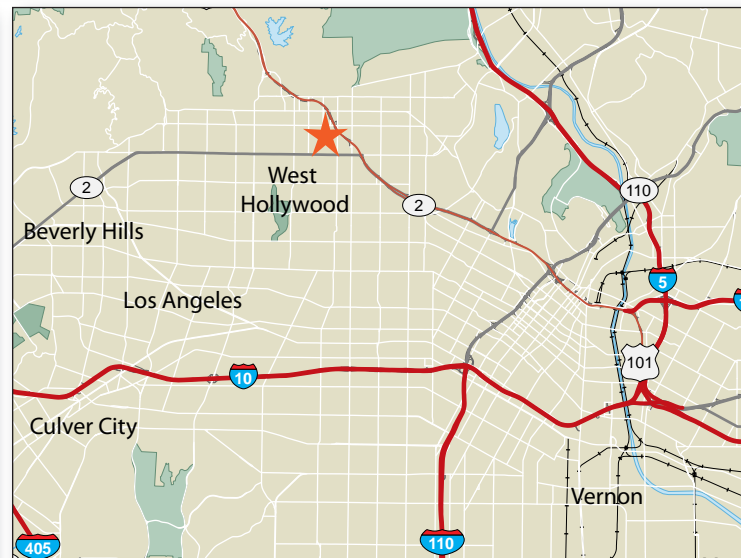 2
West
Hollywood
110
2
Beverly Hills
5
Los Angeles
101
10
Culver City
Vernon
110
405